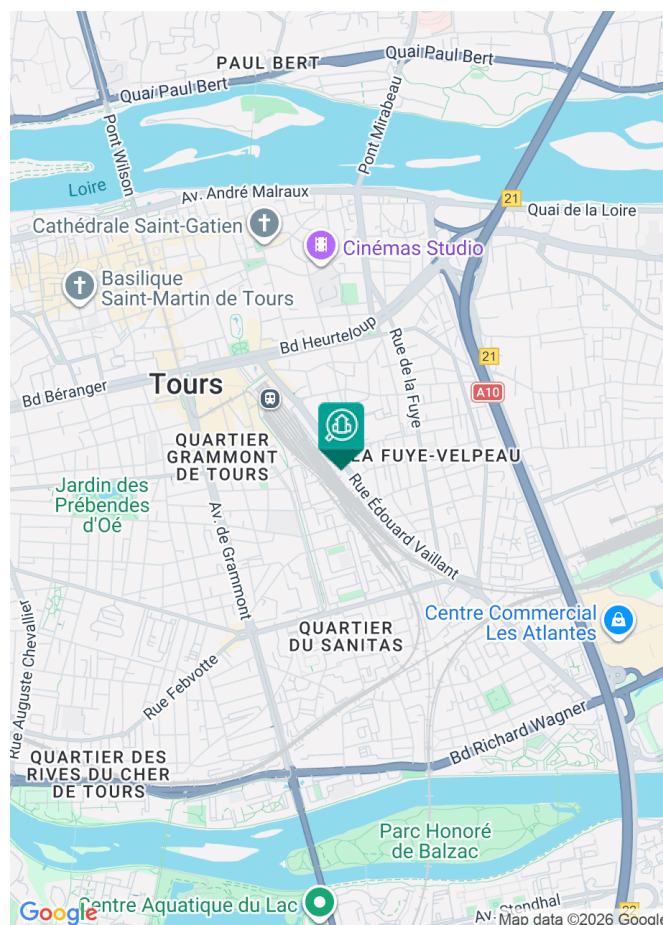 PAUL BERT
Quai Paul Bert
Quai Paul Bert
Pont Wilson
Pont Mirabeau
Loire
Av. André Malraux
21
Quai de la Loire
Cathédrale Saint-Gatien
Cinémas Studio
Basilique
Saint-Martin de Tours
Bd Heurteloup
Rue de la Fuye
21
Bd Béranger
Tours
A10
QUARTIER
GRAMMONT
DE TOURS
LA FUYE-VELPEAU
Jardin des
Prébendes
d'Oé
Rue Édouard Vaillant
Av. de Grammont
Centre Commercial
Les Atlantes
QUARTIER
DU SANITAS
Rue Auguste Chevallier
Rue Febvotte
Bd Richard Wagner
QUARTIER DES
RIVES DU CHER
DE TOURS
Parc Honoré
de Balzac
Centre Aquatique du Lac
Av. Stendhal
Google
Map data ©2026 Google